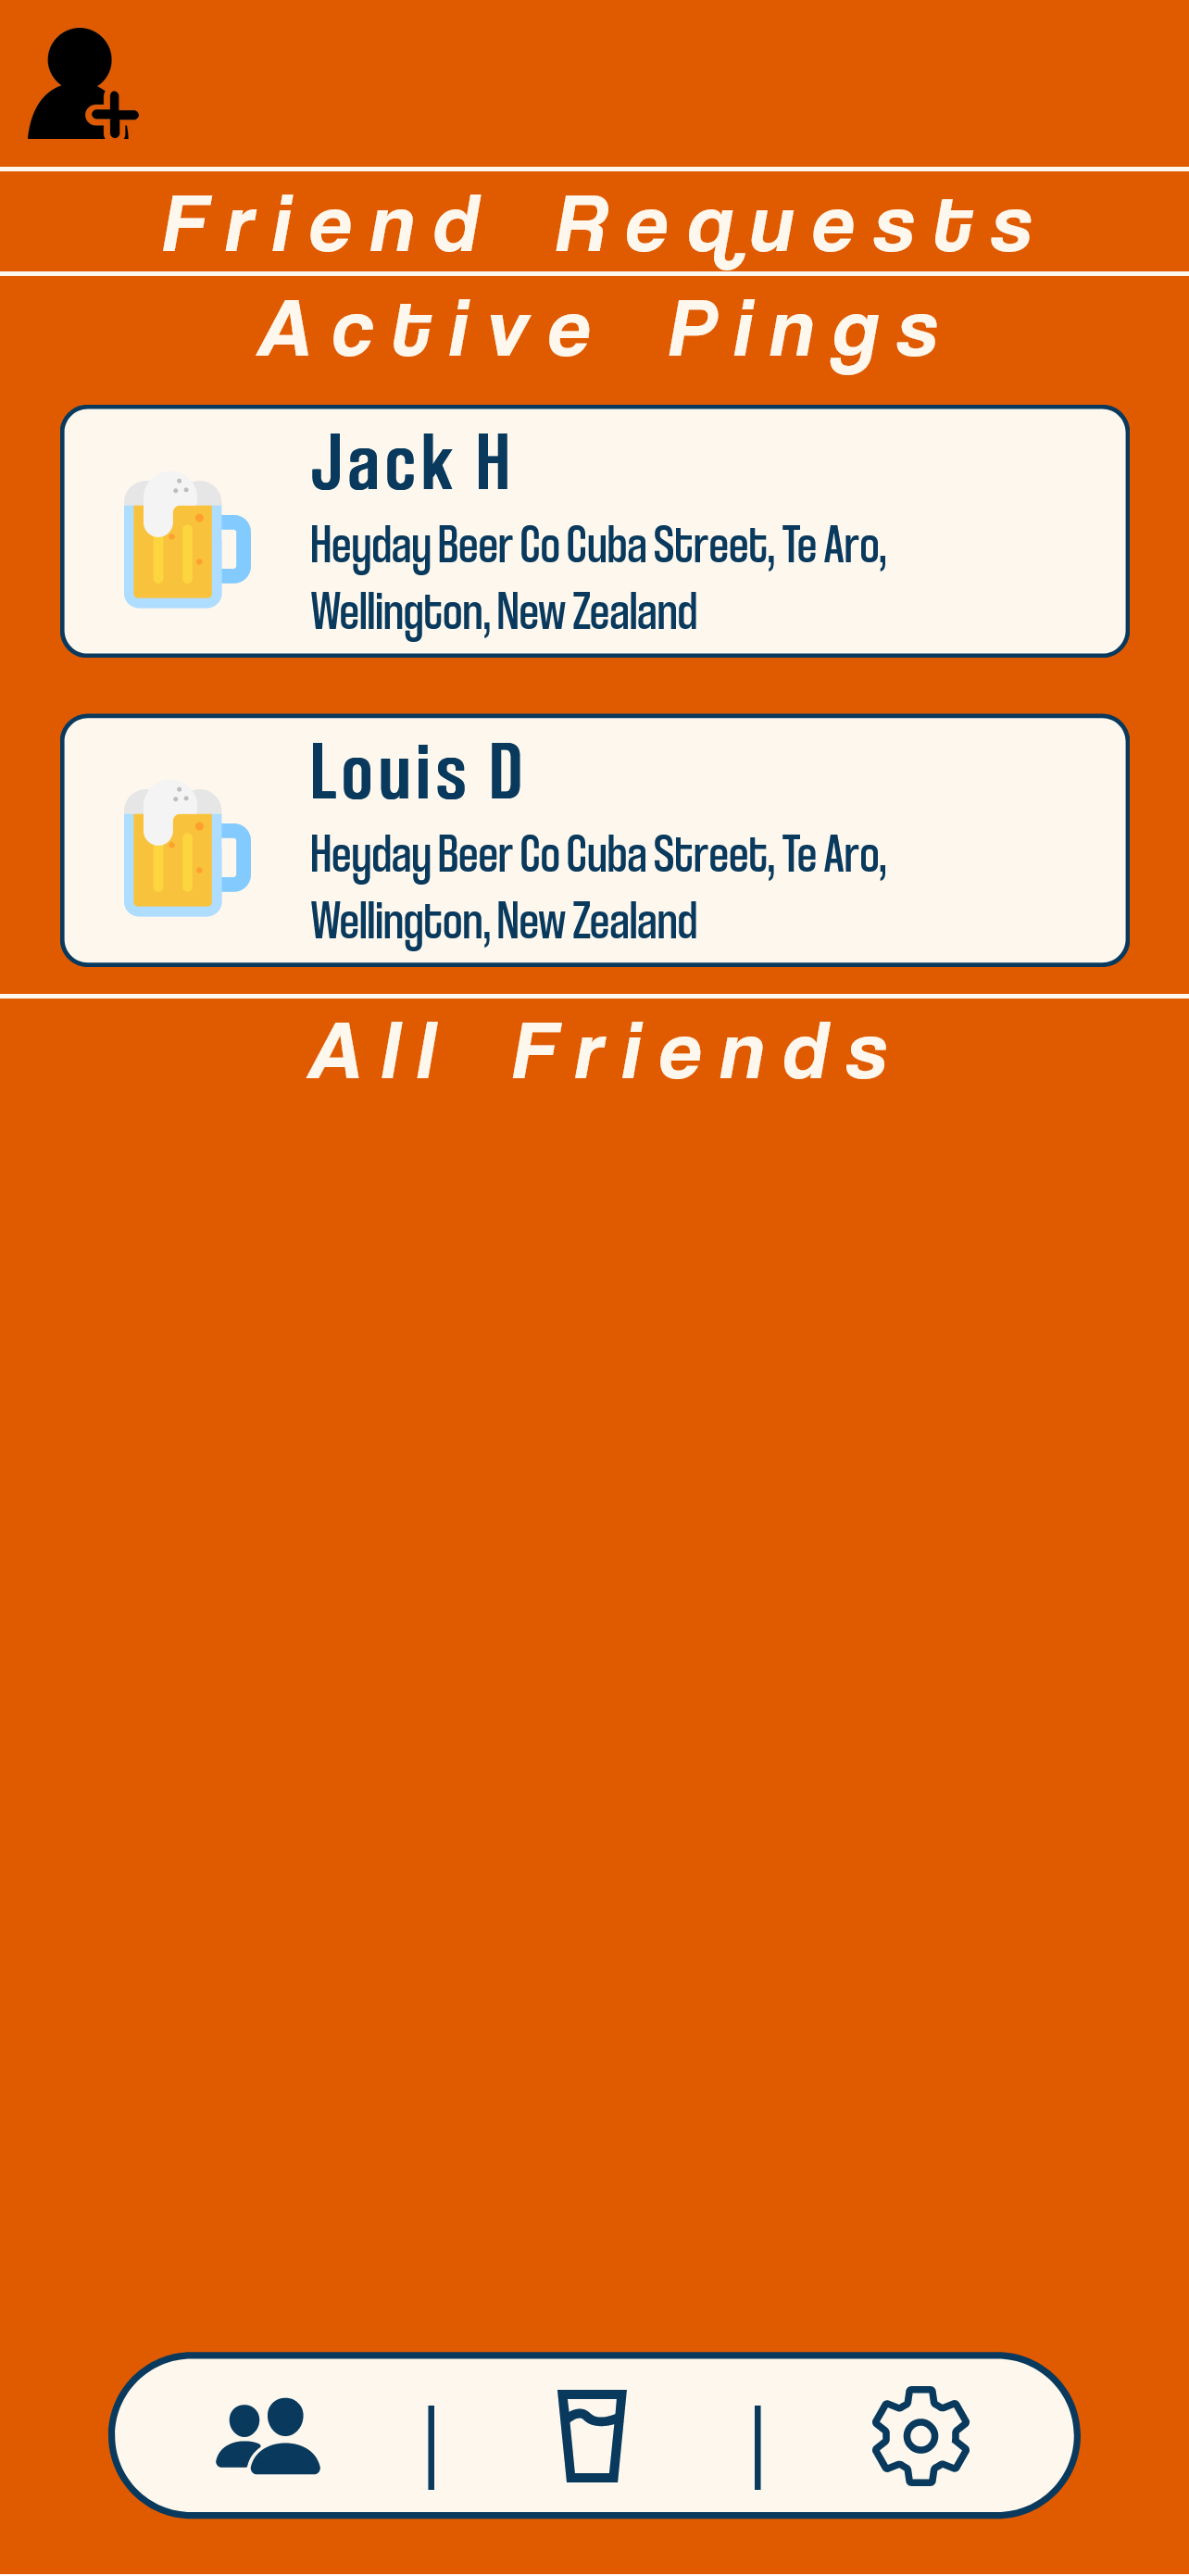 Friend Requests
Active Pings
Jack H
Heyday Beer Co Cuba Street, Te Aro,
Wellington, New Zealand
Louis D
Heyday Beer Co Cuba Street, Te Aro,
Wellington, New Zealand
All Friends